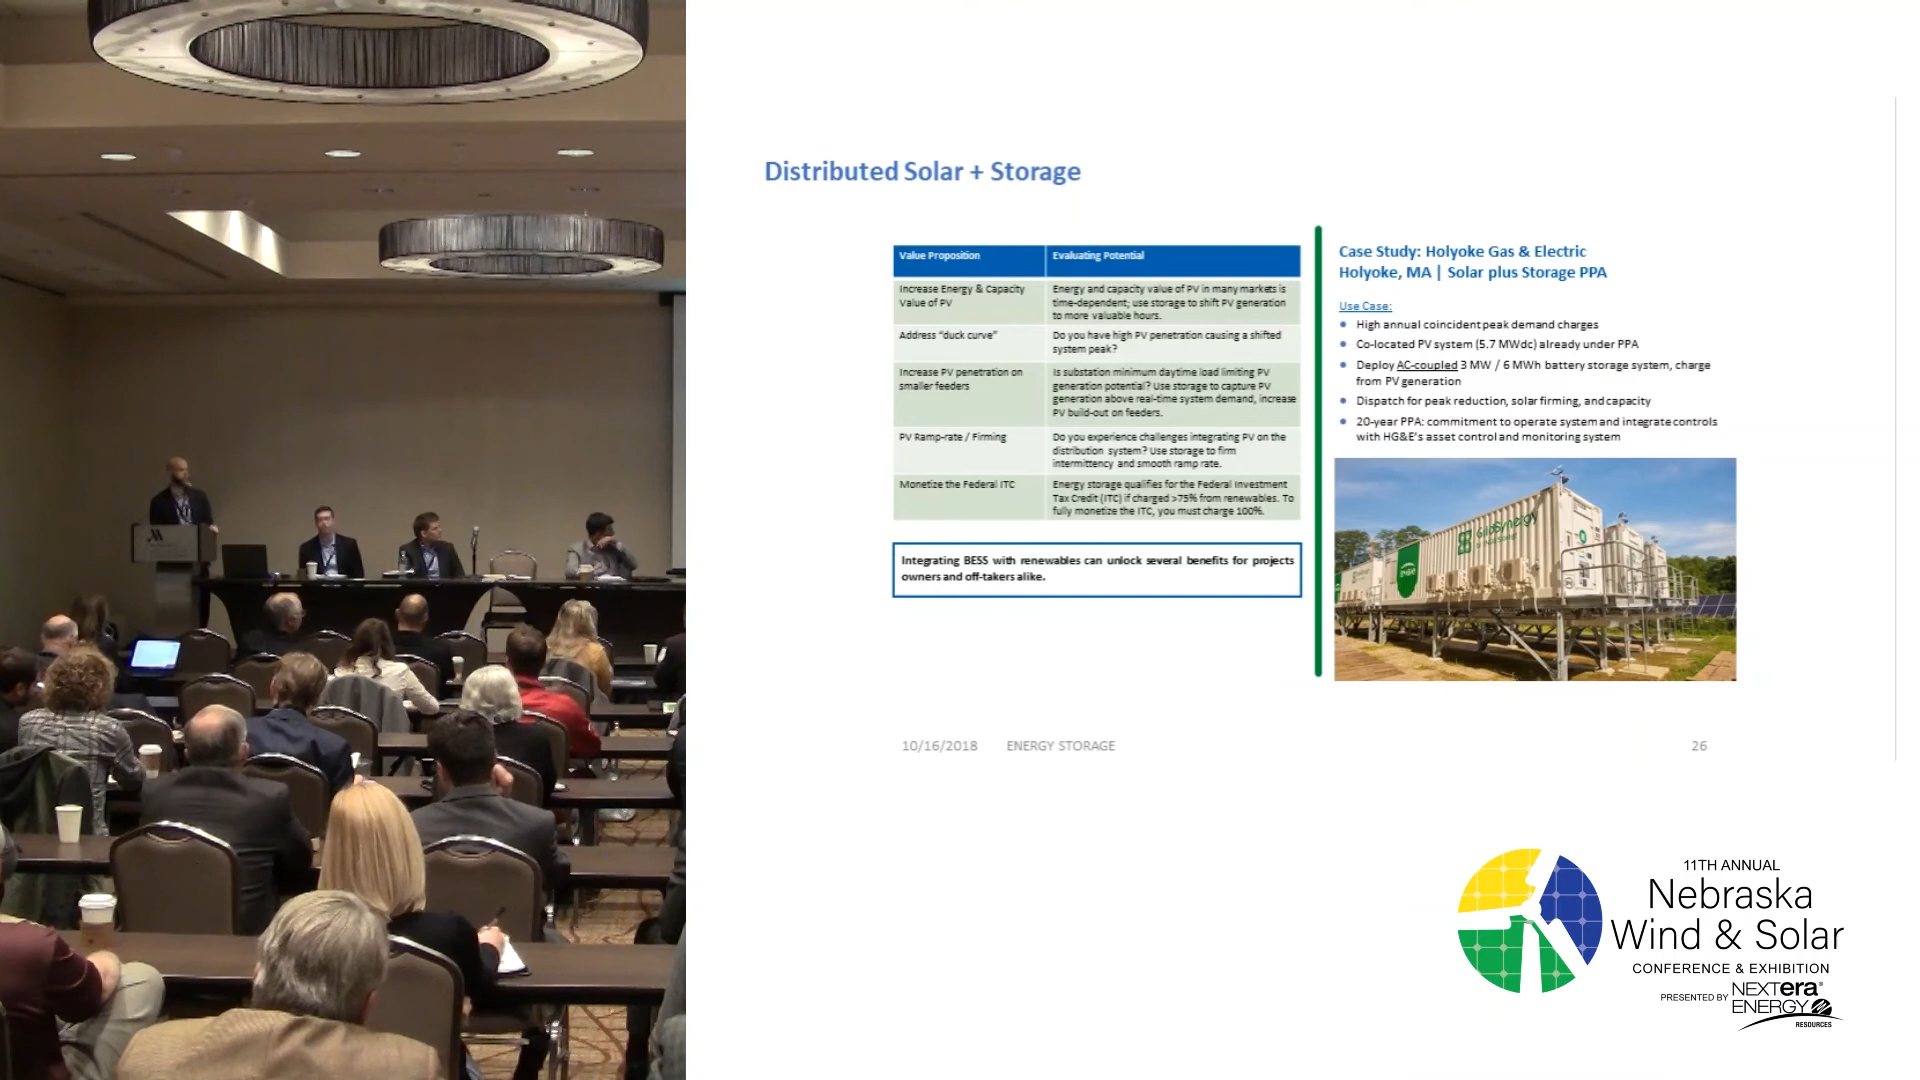 Distributed Solar + Storage
Value Proposition
Evaluating Potential
Increase Energy & Capacity
Value of PV
Energy and capacity value of PV in many markets is
time-dependent; use storage to shift PV generation
to more valuable hours.
Address “duck curve”
Do you have high PV penetration causing a shifted
system peak?
Increase PV penetration on
smaller feeders
Is substation minimum daytime load limiting PV
generation potential? Use storage to capture PV
generation above real-time system demand, increase
PV build-out on feeders.
PV Ramp-rate / Firming
Do you experience challenges integrating PV on the
distribution system? Use storage to firm
intermittency and smooth ramp rate.
Monetize the Federal ITC
Energy storage qualifies for the Federal Investment
Tax Credit (ITC) if charged >75% from renewables. To
fully monetize the ITC, you must charge 100%.
Integrating BESS with renewables can unlock several benefits for projects
owners and off-takers alike.
Case Study: Holyoke Gas & Electric
Holyoke, MA | Solar plus Storage PPA
Use Case:
High annual coincident peak demand charges
Co-located PV system (5.7 MWdc) already under PPA
Deploy AC-coupled 3 MW / 6 MWh battery storage system, charge
from PV generation
Dispatch for peak reduction, solar firming, and capacity
20-year PPA: commitment to operate system and integrate controls
with HG&E's asset control and monitoring system
GridSynergy
ENGIE
10/16/2018 ENERGY STORAGE 26
11TH ANNUAL
Nebraska
Wind & Solar
CONFERENCE & EXHIBITION
PRESENTED BY NEXTera®
ENERGY
RESOURCES